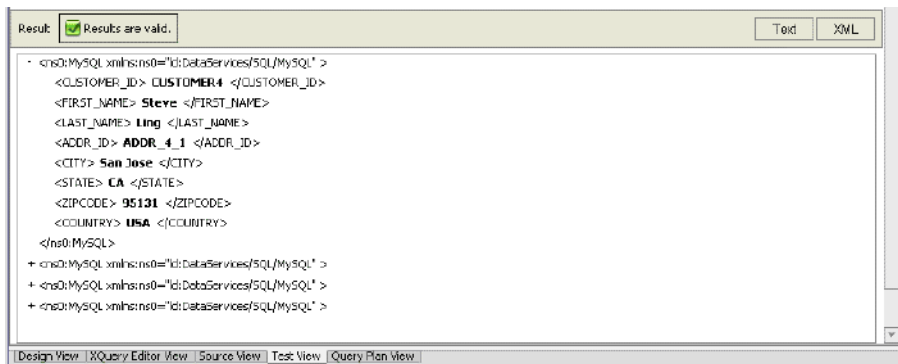 Result: Results are valid. Text XML
- <ns0:MySQL xmlns:ns0="ld:DataServices/SQL/MySQL" >
<CUSTOMER_ID> CUSTOMER4 </CUSTOMER_ID>
<FIRST_NAME> Steve </FIRST_NAME>
<LAST_NAME> Ling </LAST_NAME>
<ADDR_ID> ADDR_4_1 </ADDR_ID>
<CITY> San Jose </CITY>
<STATE> CA </STATE>
<ZIPCODE> 95131 </ZIPCODE>
<COUNTRY> USA </COUNTRY>
</ns0:MySQL>
+ <ns0:MySQL xmlns:ns0="ld:DataServices/SQL/MySQL" >
+ <ns0:MySQL xmlns:ns0="ld:DataServices/SQL/MySQL" >
+ <ns0:MySQL xmlns:ns0="ld:DataServices/SQL/MySQL" >
Design View XQuery Editor View Source View Test View Query Plan View